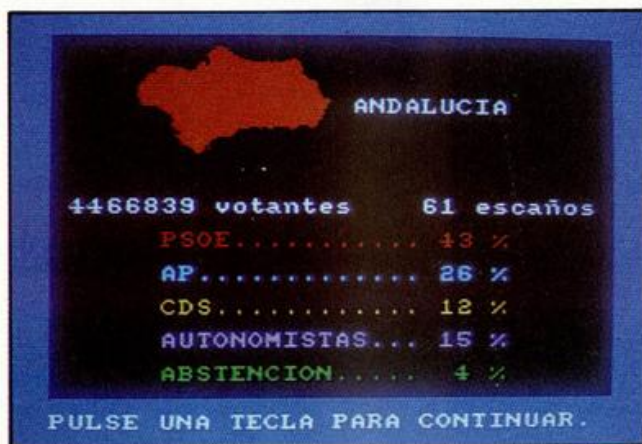 ANDALUCIA
4466839 votantes 61 escaños
PSOE............ 43 %
AP.............. 26 %
CDS............. 12 %
AUTONOMISTAS... 15 %
ABSTENCION..... 4 %
PULSE UNA TECLA PARA CONTINUAR.